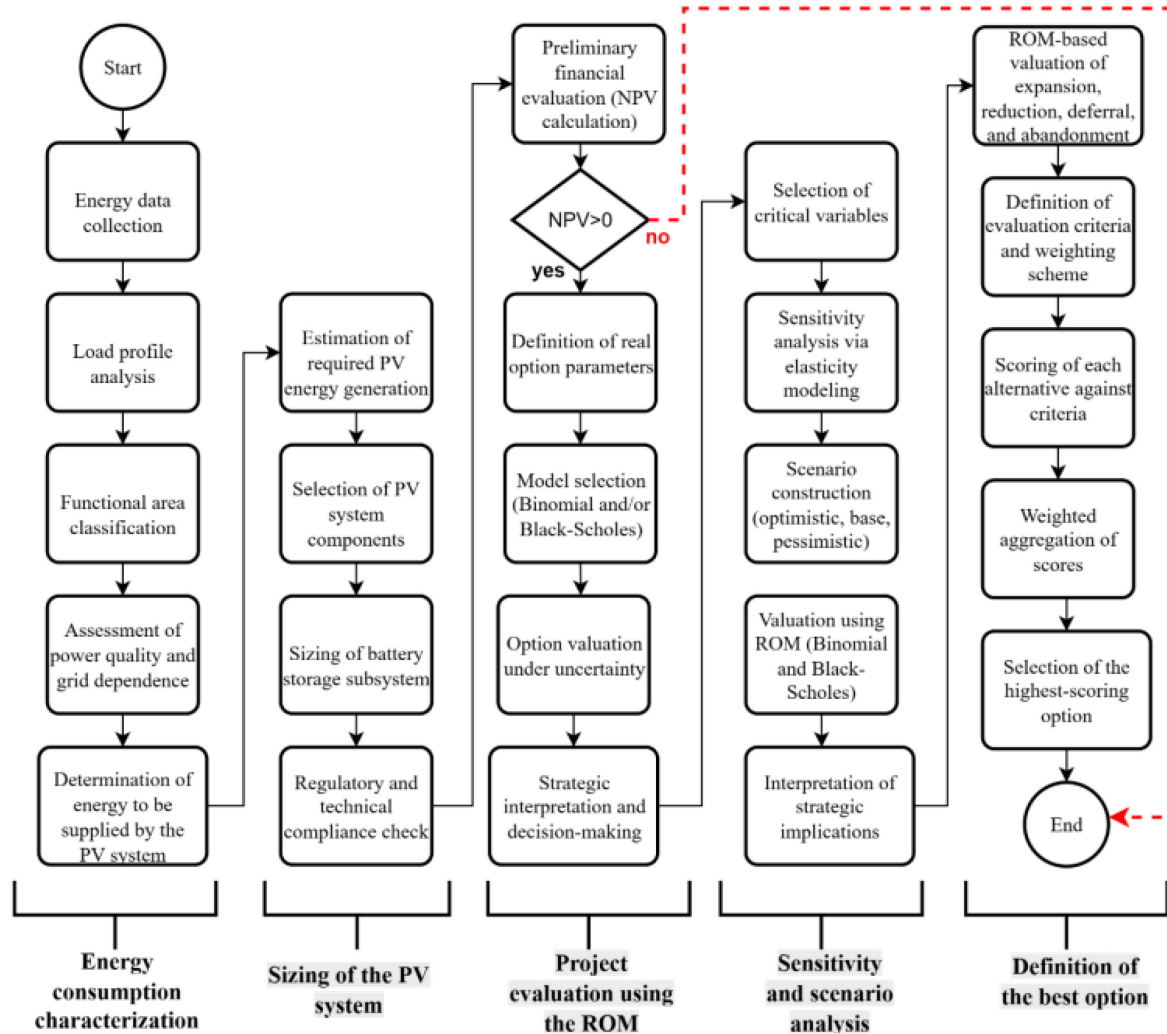 Start
Energy data
collection
Load profile
analysis
Functional area
classification
Assessment of
power quality and
grid dependence
Determination of
energy to be
supplied by the
PV system
Energy
consumption
characterization
Estimation of
required PV
energy generation
Selection of PV
system
components
Sizing of battery
storage subsystem
Regulatory and
technical
compliance check
Sizing of the PV
system
Preliminary
financial
evaluation (NPV
calculation)
NPV>0
no
yes
Definition of real
option parameters
Model selection
(Binomial and/or
Black-Scholes)
Option valuation
under uncertainty
Strategic
interpretation and
decision-making
Project
evaluation using
the ROM
Selection of
critical variables
Sensitivity
analysis via
elasticity
modeling
Scenario
construction
(optimistic, base,
pessimistic)
Valuation using
ROM (Binomial
and Black-
Scholes)
Interpretation of
strategic
implications
Sensitivity
and scenario
analysis
ROM-based
valuation of
expansion,
reduction, deferral,
and abandonment
Definition of
evaluation criteria
and weighting
scheme
Scoring of each
alternative against
criteria
Weighted
aggregation of
scores
Selection of the
highest-scoring
option
End
Definition of
the best option